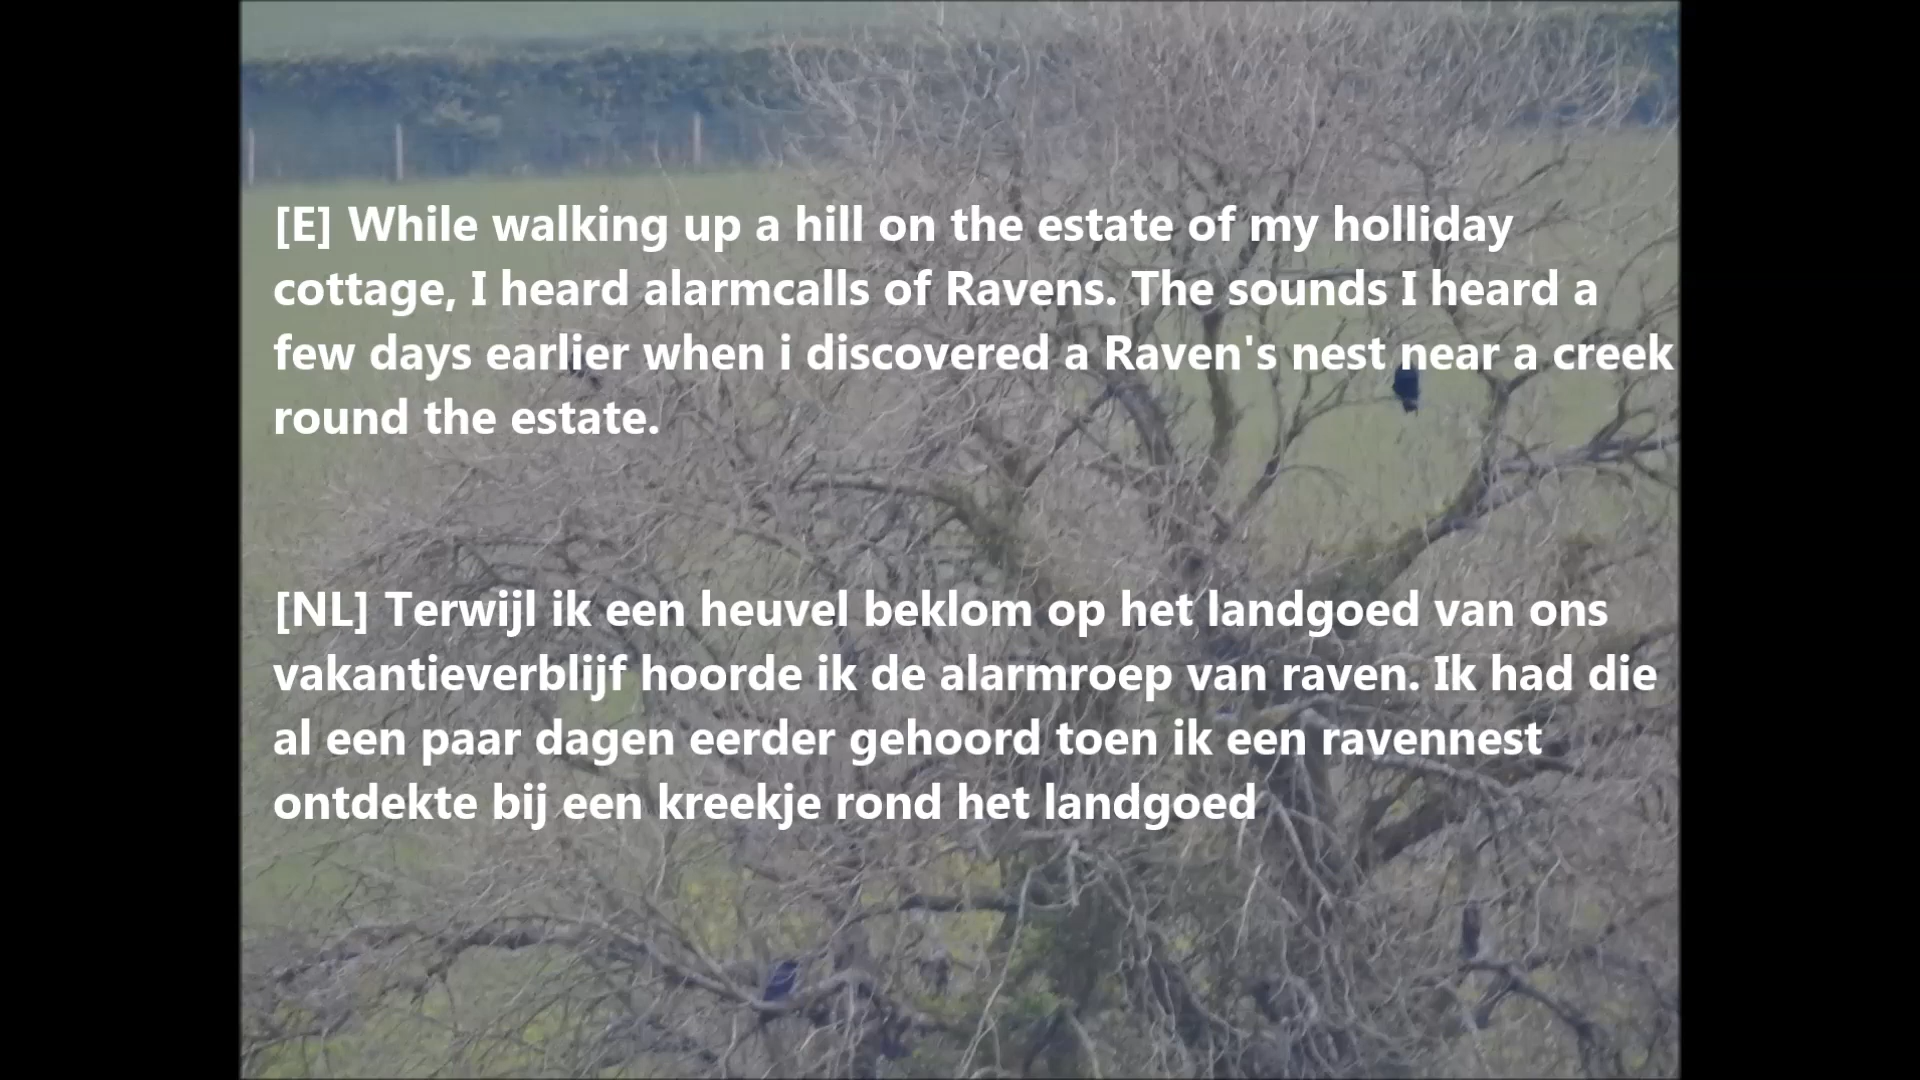 [E] While walking up a hill on the estate of my holliday
cottage, I heard alarmcalls of Ravens. The sounds I heard a
few days earlier when i discovered a Raven's nest near a creek
round the estate.
[NL] Terwijl ik een heuvel beklom op het landgoed van ons
vakantieverblijf hoorde ik de alarmroep van raven. Ik had die
al een paar dagen eerder gehoord toen ik een ravennest
ontdekte bij een kreekje rond het landgoed